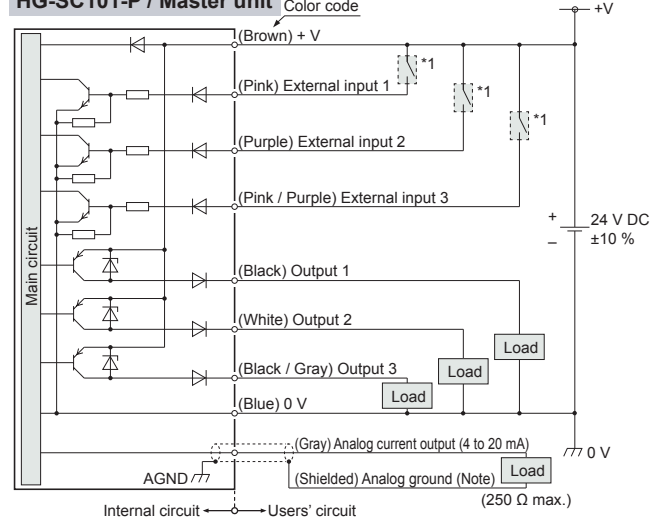 HG-SC101-P / Master unit
Color code
+V
(Brown) + V
*1
(Pink) External input 1
*1
(Purple) External input 2
*1
(Pink / Purple) External input 3
+
–
24 V DC
±10 %
Main circuit
(Black) Output 1
(White) Output 2
Load
(Black / Gray) Output 3
Load
Load
(Blue) 0 V
(Gray) Analog current output (4 to 20 mA)
0 V
AGND
(Shielded) Analog ground (Note)
Load
(250 Ω max.)
Internal circuit
Users' circuit